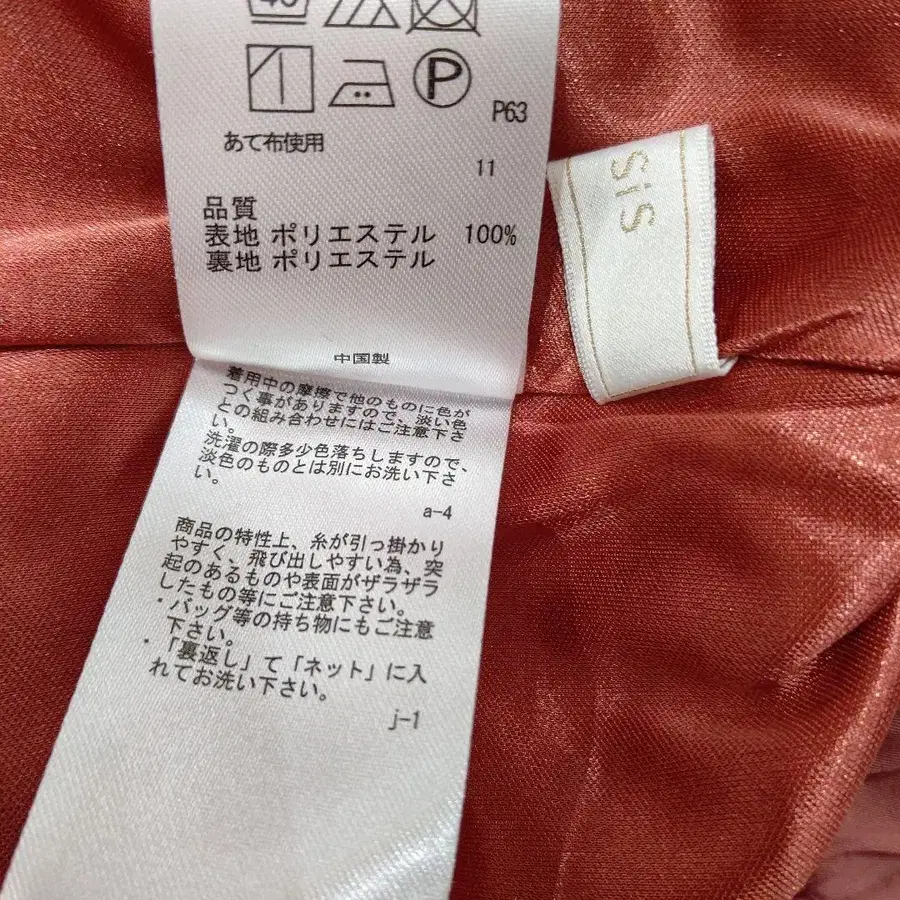 40
P
P63
あて布使用
11
品質
表地 ポリエステル 100%
裏地 ポリエステル
中国製
着用中の摩擦で他のものに色が
つく事がありますので、淡い色
との組み合わせにはご注意下さ
い。
洗濯の際多少色落ちしますので、
淡色のものとは別にお洗い下さ
い。
a-4
商品の特性上、糸が引っ掛かり
やすく、飛び出しやすい為、突
起のあるものや表面がザラザラ
したもの等にご注意下さい。
・バッグ等の持ち物にもご注意
下さい。
・「裏返し」て「ネット」に入
れてお洗い下さい。
j-1
sis